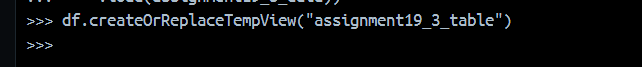 >>> df.createOrReplaceTempView("assignment19_3_table")
>>>